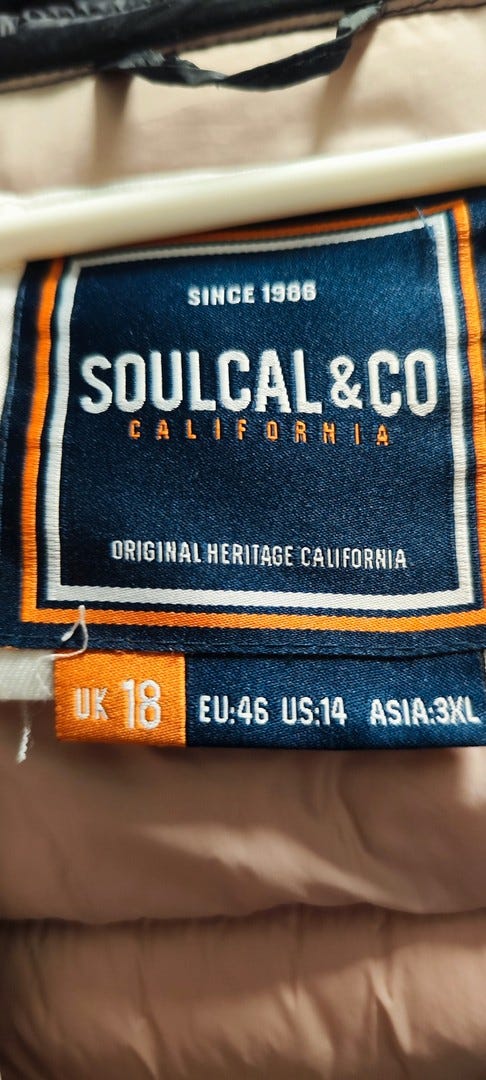 SINCE 1986
SOULCAL & CO
CALIFORNIA
ORIGINAL HERITAGE CALIFORNIA
UK 18 EU:46 US:14 ASIA:3XL